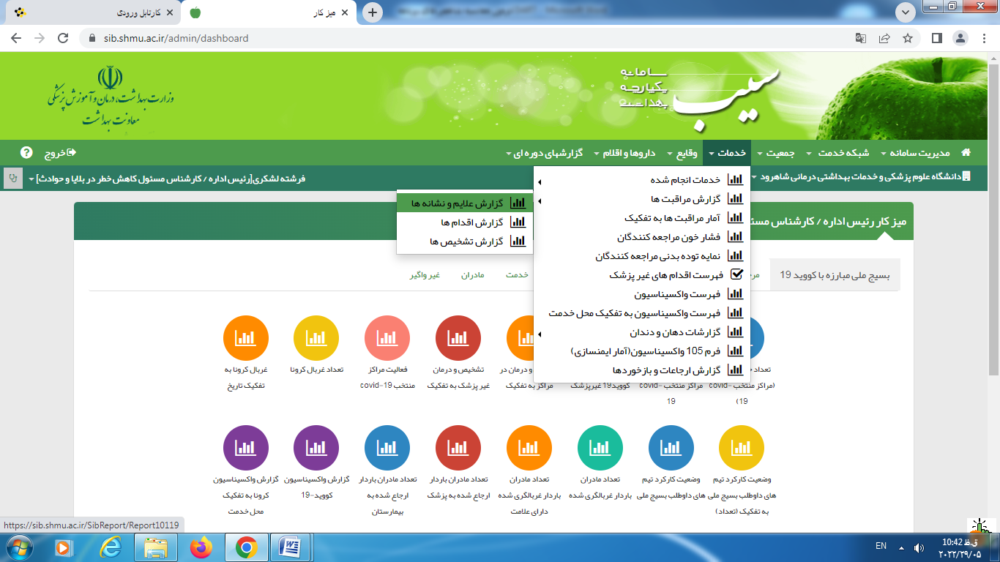 کارتابل ورودی
میز کار
sib.shmu.ac.ir/admin/dashboard
وزارت بهداشت، درمان و آموزش پزشکی
معاونت بهداشت
سامانه
یکپارچه
بهداشت
سیب
مدیریت سامانه
شبکه خدمت
جمعیت
خدمات
وقایع
داروها و اقلام
گزارشهای دوره ای
خروج
دانشگاه علوم پزشکی و خدمات بهداشتی درمانی شاهرود
فرشته لشکری[رئیس اداره / کارشناس مسئول کاهش خطر در بلایا و حوادث]
خدمات انجام شده
گزارش مراقبت ها
آمار مراقبت ها به تفکیک
فشار خون مراجعه کنندگان
نمایه توده بدنی مراجعه کنندگان
فهرست اقدام های غیر پزشک
فهرست واکسیناسیون
فهرست واکسیناسیون به تفکیک محل خدمت
گزارشات دهان و دندان
فرم 105 واکسیناسیون(آمار ایمنسازی)
گزارش ارجاعات و بازخوردها
گزارش علایم و نشانه ها
گزارش اقدام ها
گزارش تشخیص ها
میز کار رئیس اداره / کارشناس
بسیج ملی مبارزه با کووید 19
خدمت
مادران
غیر واگیر
تعداد
(مراکز منتخب covid-
19)
مراکز منتخب covid-
19
کووید19 غیرپزشک
و درمان در
مراکز به تفکیک
تشخیص و درمان
غیر پزشک به تفکیک
فعالیت مراکز
منتخب covid-19
تعداد غربال کرونا
غربال کرونا به
تفکیک تاریخ
وضعیت کارکرد تیم
های داوطلب بسیج ملی
به تفکیک (تعداد)
وضعیت کارکرد تیم
های داوطلب بسیج ملی
تعداد مادران
باردار غربالگری شده
تعداد مادران
باردار غربالگری شده
دارای علامت
تعداد مادران باردار
ارجاع شده به پزشک
تعداد مادران باردار
ارجاع شده به
بیمارستان
گزارش واکسیناسیون
کووید-19
گزارش واکسیناسیون
کرونا به تفکیک
محل خدمت
https://sib.shmu.ac.ir/SibReport/Report10119
EN
10:42 ق.ظ
۲۰۲۲/۲۹/۰۵